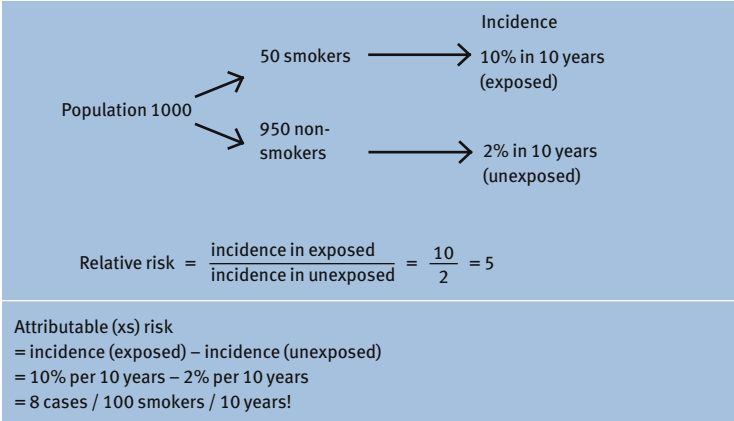 Incidence
50 smokers
10% in 10 years
(exposed)
Population 1000
950 non-
smokers
2% in 10 years
(unexposed)
Relative risk = incidence in exposed / incidence in unexposed = 10 / 2 = 5
Attributable (xs) risk
= incidence (exposed) – incidence (unexposed)
= 10% per 10 years – 2% per 10 years
= 8 cases / 100 smokers / 10 years!